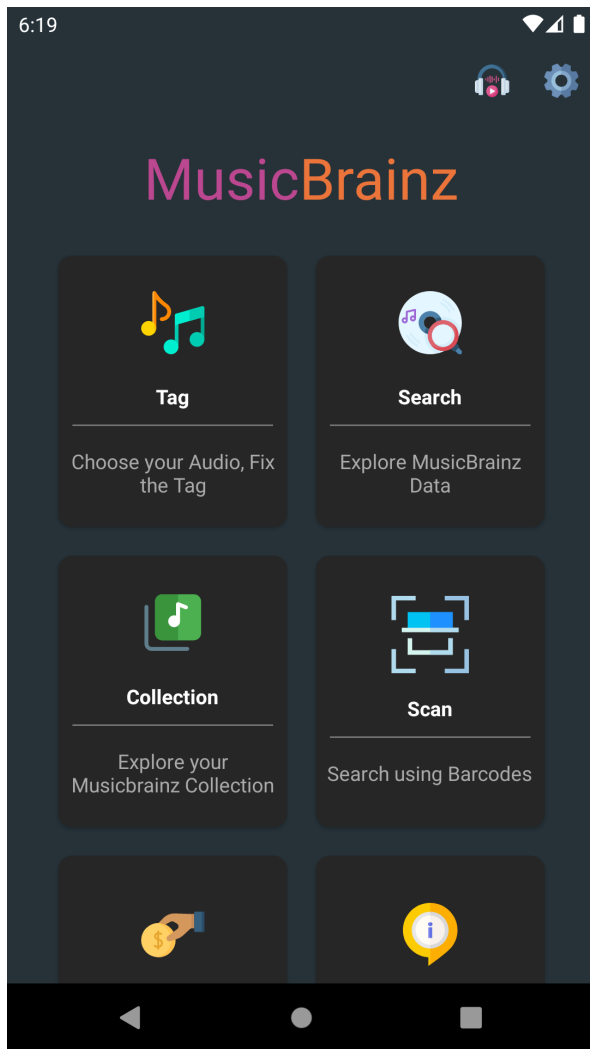 6:19
MusicBrainz
Tag
Choose your Audio, Fix
the Tag
Search
Explore MusicBrainz
Data
Collection
Explore your
Musicbrainz Collection
Scan
Search using Barcodes
$
i